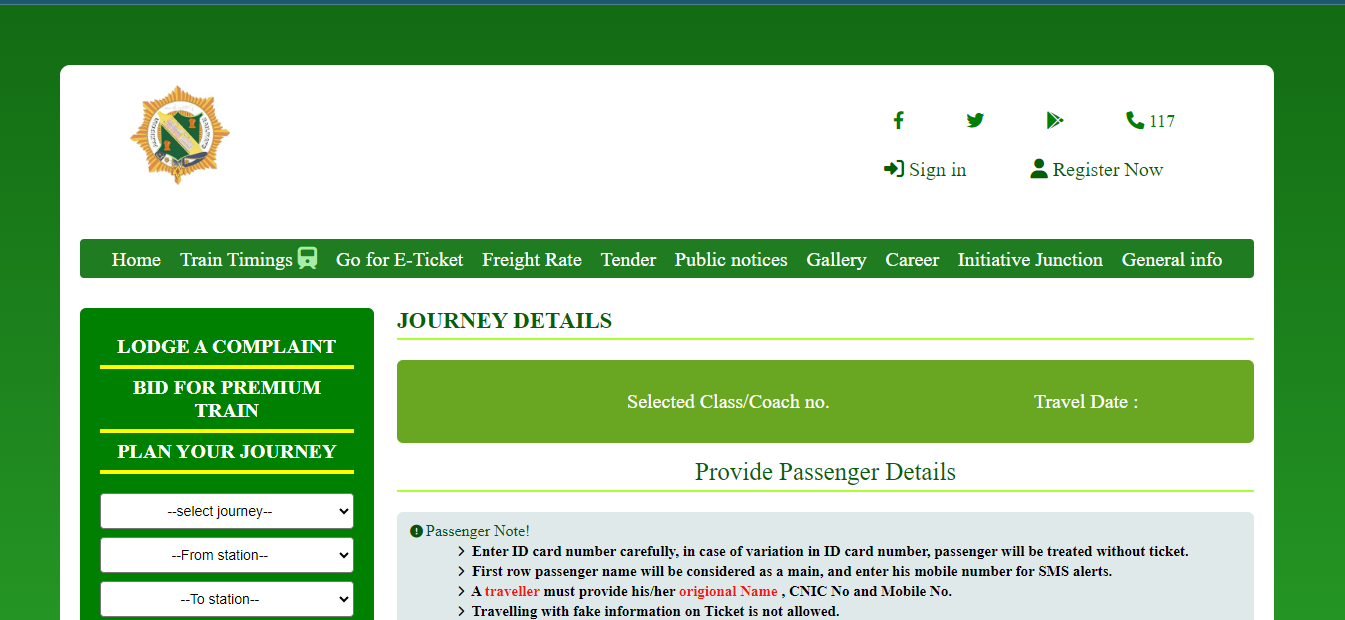 117
Sign in Register Now
Home Train Timings Go for E-Ticket Freight Rate Tender Public notices Gallery Career Initiative Junction General info
LODGE A COMPLAINT
BID FOR PREMIUM
TRAIN
PLAN YOUR JOURNEY
--select journey--
--From station--
--To station--
JOURNEY DETAILS
Selected Class/Coach no. Travel Date :
Provide Passenger Details
Passenger Note!
Enter ID card number carefully, in case of variation in ID card number, passenger will be treated without ticket.
First row passenger name will be considered as a main, and enter his mobile number for SMS alerts.
A traveller must provide his/her origional Name , CNIC No and Mobile No.
Travelling with fake information on Ticket is not allowed.